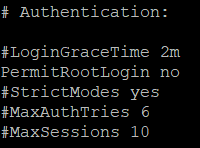 # Authentication:
#LoginGraceTime 2m
PermitRootLogin no
#StrictModes yes
#MaxAuthTries 6
#MaxSessions 10